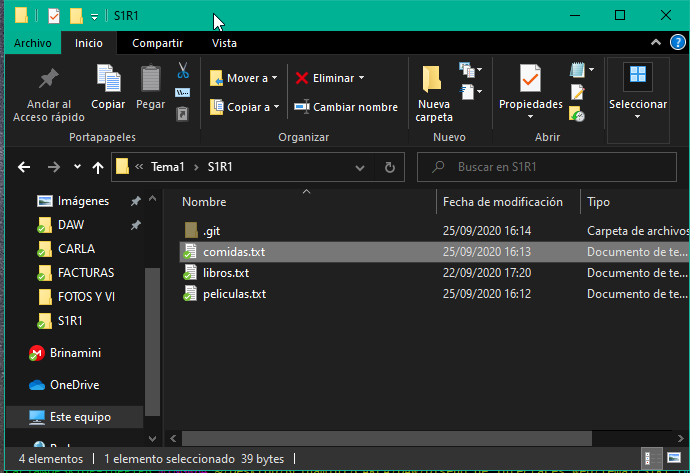 S1R1
Archivo Inicio Compartir Vista
Anclar al Acceso rápido
Copiar
Pegar
Mover a
Copiar a
Eliminar
Cambiar nombre
Nueva carpeta
Propiedades
Seleccionar
Portapapeles Organizar Nuevo Abrir
Tema1 S1R1
Buscar en S1R1
Imágenes
DAW
CARLA
FACTURAS
FOTOS Y VI
S1R1
Brinamini
OneDrive
Este equipo
Nombre Fecha de modificación Tipo
.git 25/09/2020 16:14 Carpeta de archivos
comidas.txt 25/09/2020 16:13 Documento de te...
libros.txt 22/09/2020 17:20 Documento de te...
peliculas.txt 25/09/2020 16:12 Documento de te...
4 elementos 1 elemento seleccionado 39 bytes